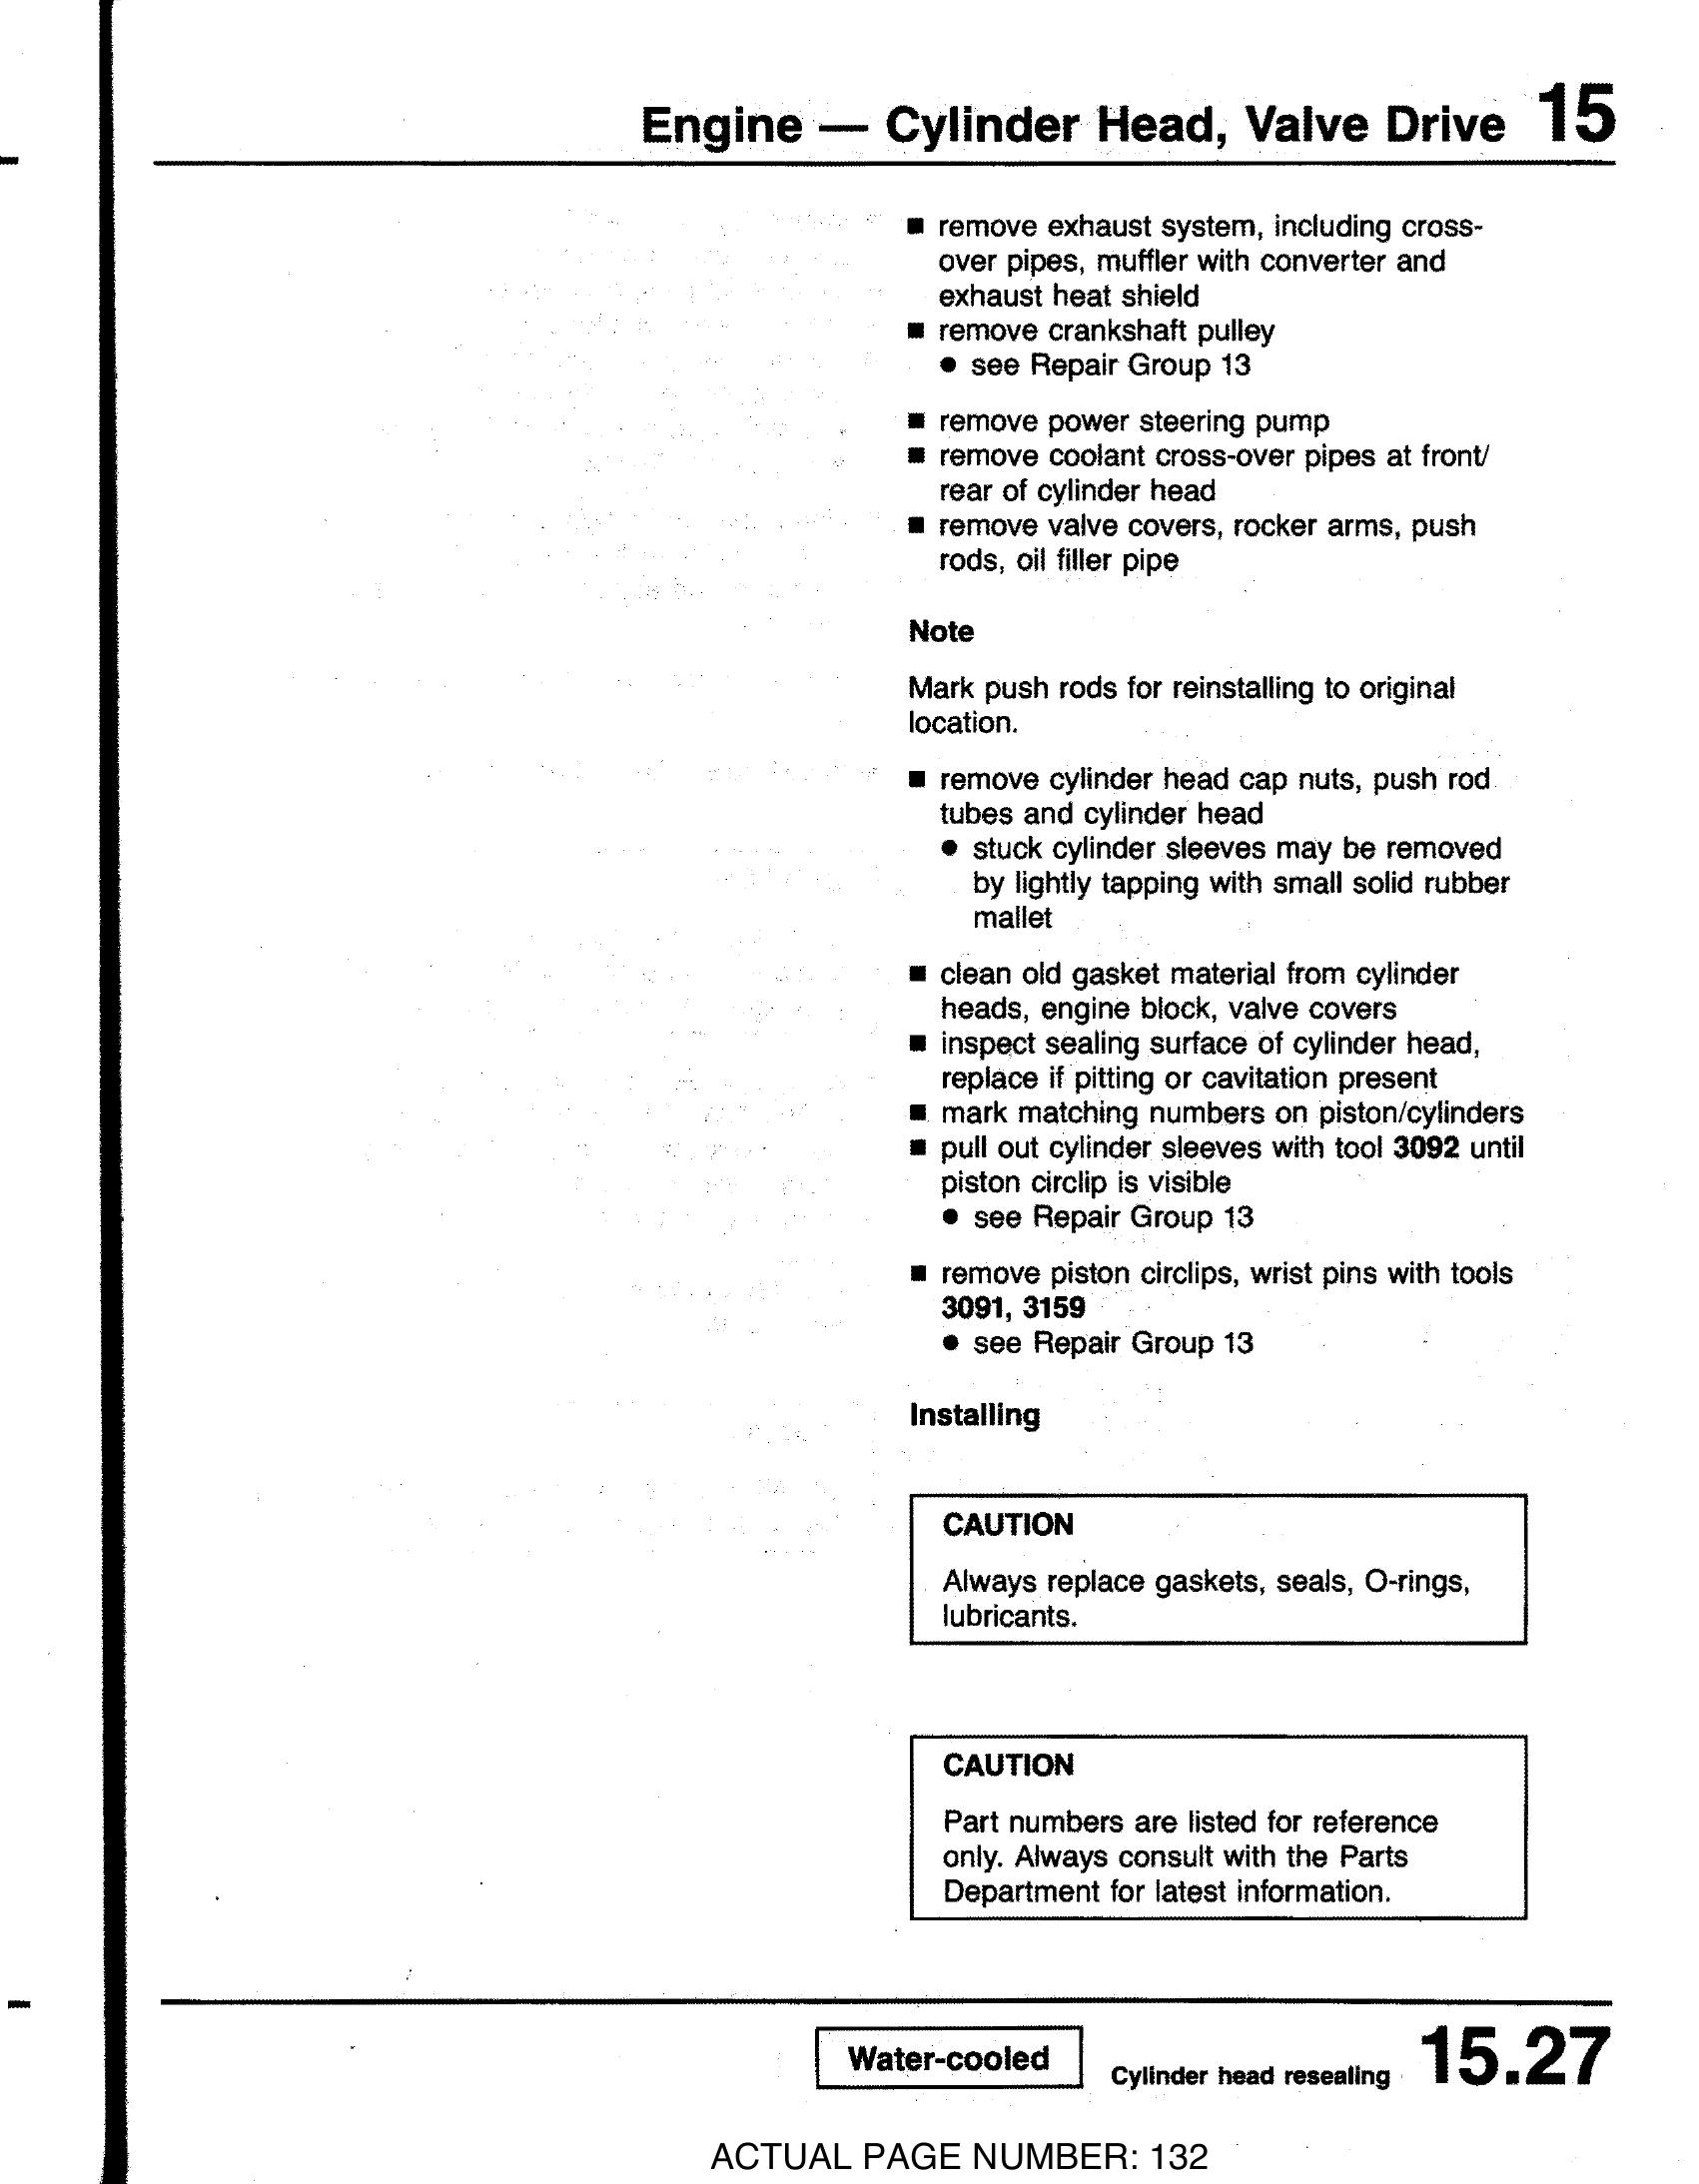 Engine — Cylinder Head, Valve Drive 15
■ remove exhaust system, including cross-
over pipes, muffler with converter and
exhaust heat shield
■ remove crankshaft pulley
● see Repair Group 13
■ remove power steering pump
■ remove coolant cross-over pipes at front/
rear of cylinder head
■ remove valve covers, rocker arms, push
rods, oil filler pipe
Note
Mark push rods for reinstalling to original
location.
■ remove cylinder head cap nuts, push rod
tubes and cylinder head
● stuck cylinder sleeves may be removed
by lightly tapping with small solid rubber
mallet
■ clean old gasket material from cylinder
heads, engine block, valve covers
■ inspect sealing surface of cylinder head,
replace if pitting or cavitation present
■ mark matching numbers on piston/cylinders
■ pull out cylinder sleeves with tool 3092 until
piston circlip is visible
● see Repair Group 13
■ remove piston circlips, wrist pins with tools
3091, 3159
● see Repair Group 13
Installing
CAUTION
Always replace gaskets, seals, O-rings,
lubricants.
CAUTION
Part numbers are listed for reference
only. Always consult with the Parts
Department for latest information.
Water-cooled Cylinder head resealing 15.27
ACTUAL PAGE NUMBER: 132